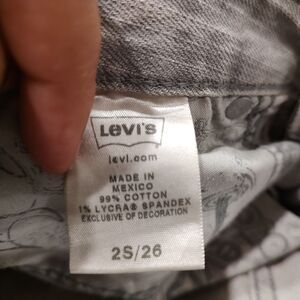 LEVI'S
levi.com
MADE IN
MEXICO
99% COTTON
1% LYCRA® SPANDEX
EXCLUSIVE OF DECORATION
2S/26